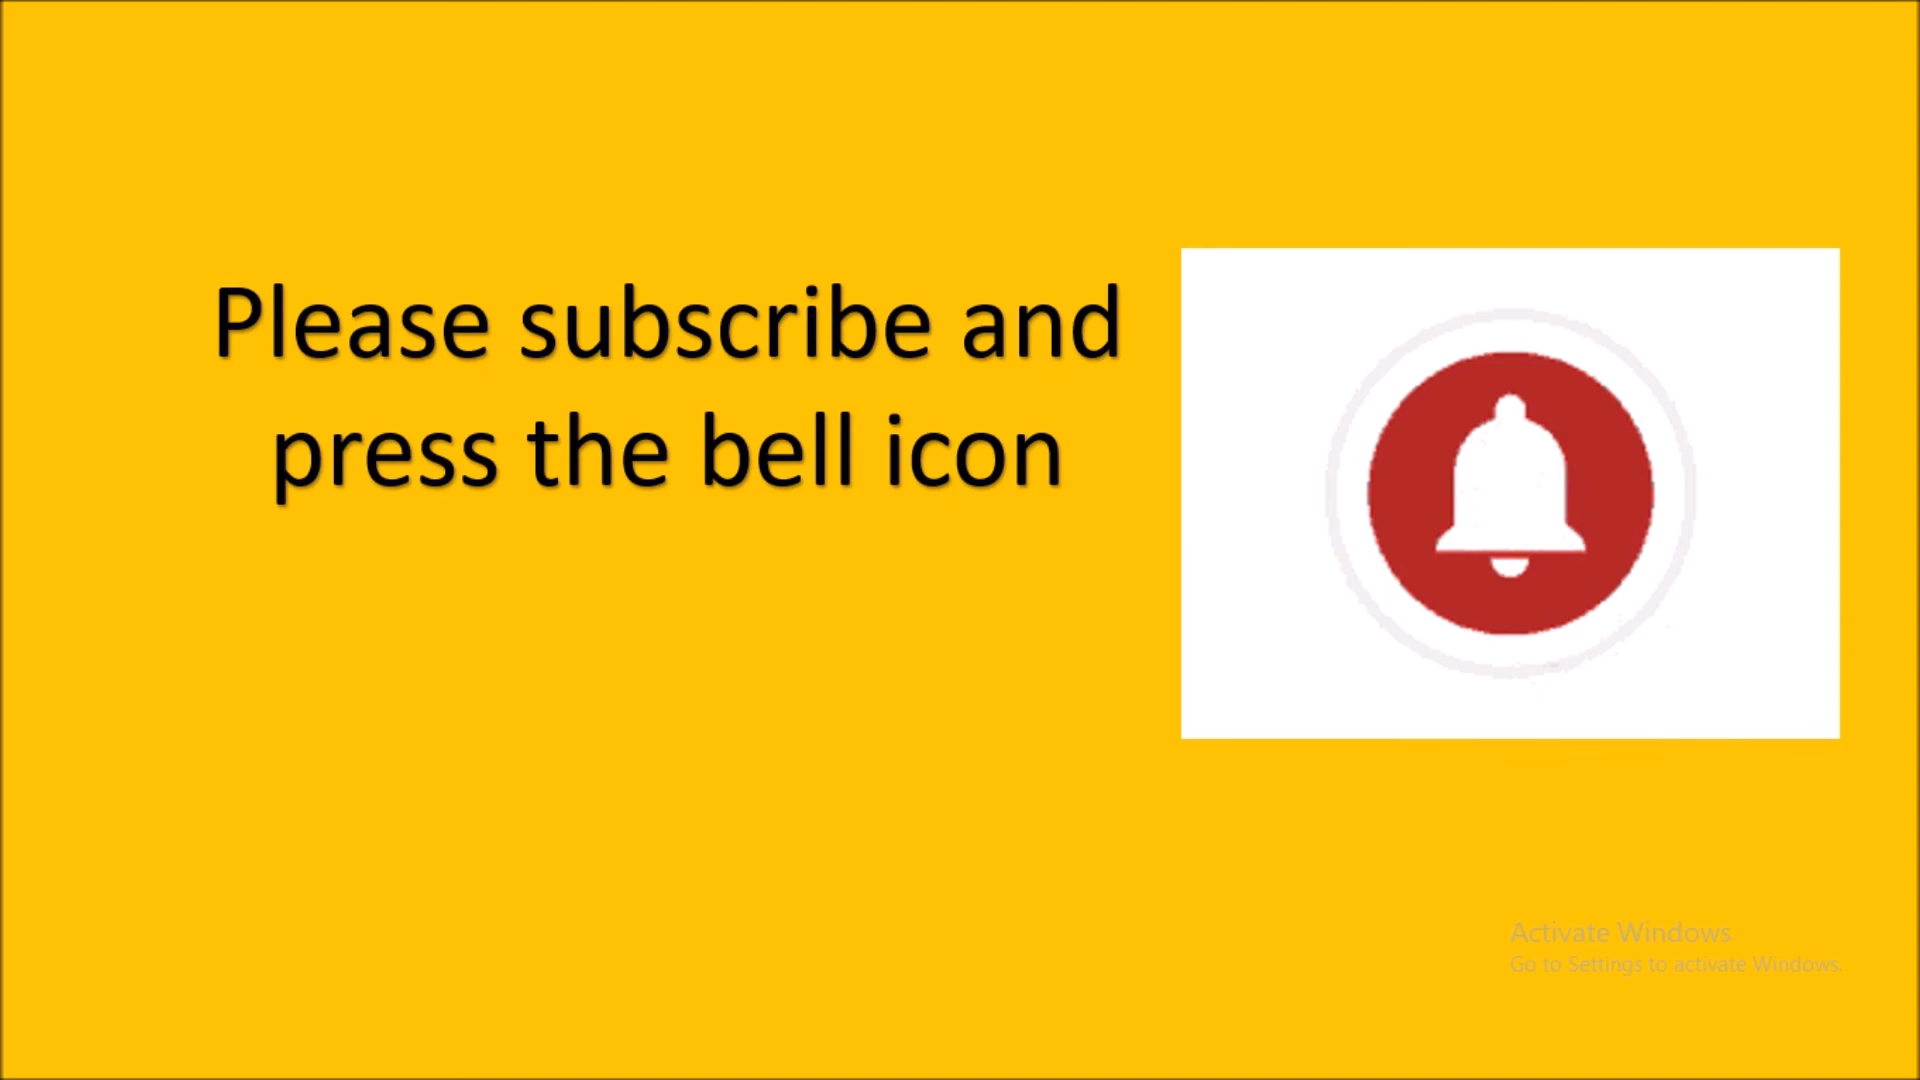 Please subscribe and
press the bell icon
Activate Windows
Go to Settings to activate Windows.